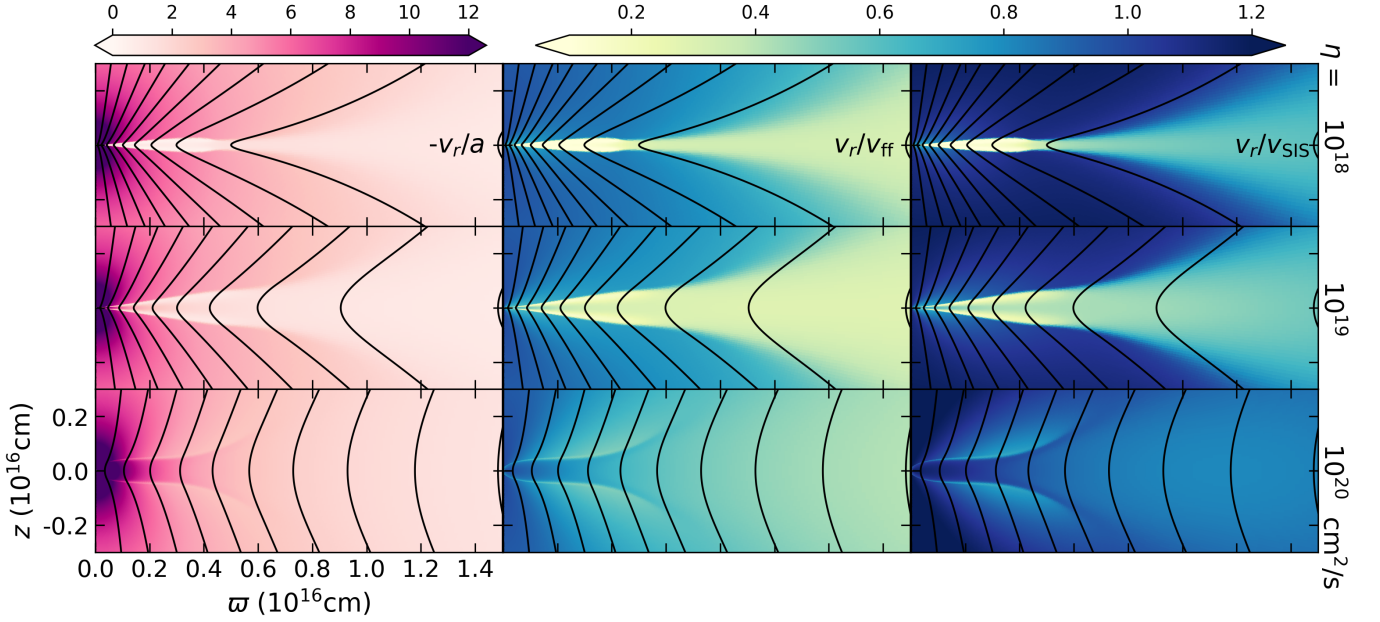 0 2 4 6 8 10 12
0.2 0.4 0.6 0.8 1.0 1.2
-v_r/a
v_r/v_ff
v_r/v_SIS
η =
10^18
10^19
10^20 cm^2/s
0.2
0.0
-0.2
z (10^16cm)
0.0 0.2 0.4 0.6 0.8 1.0 1.2 1.4
ϖ (10^16cm)